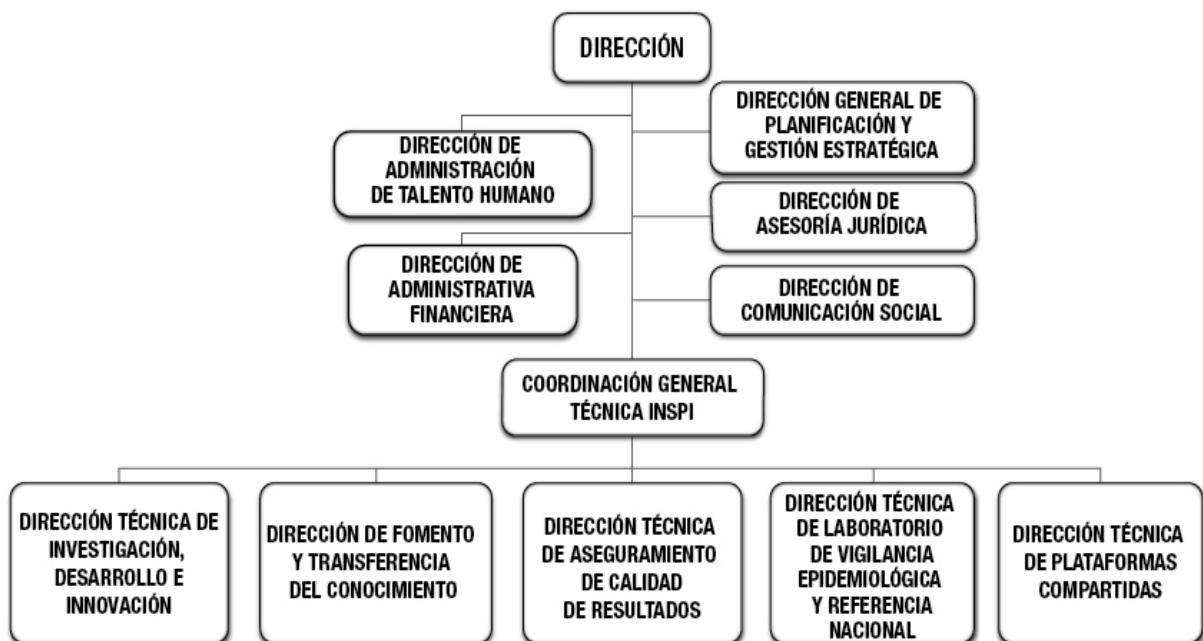 DIRECCIÓN
DIRECCIÓN GENERAL DE
PLANIFICACIÓN Y
GESTIÓN ESTRATÉGICA
DIRECCIÓN DE
ADMINISTRACIÓN
DE TALENTO HUMANO
DIRECCIÓN DE
ASESORÍA JURÍDICA
DIRECCIÓN DE
ADMINISTRATIVA
FINANCIERA
DIRECCIÓN DE
COMUNICACIÓN SOCIAL
COORDINACIÓN GENERAL
TÉCNICA INSPI
DIRECCIÓN TÉCNICA DE
INVESTIGACIÓN,
DESARROLLO E
INNOVACIÓN
DIRECCIÓN DE FOMENTO
Y TRANSFERENCIA
DEL CONOCIMIENTO
DIRECCIÓN TÉCNICA
DE ASEGURAMIENTO
DE CALIDAD
DE RESULTADOS
DIRECCIÓN TÉCNICA
DE LABORATORIO
DE VIGILANCIA
EPIDEMIOLÓGICA
Y REFERENCIA
NACIONAL
DIRECCIÓN TÉCNICA
DE PLATAFORMAS
COMPARTIDAS